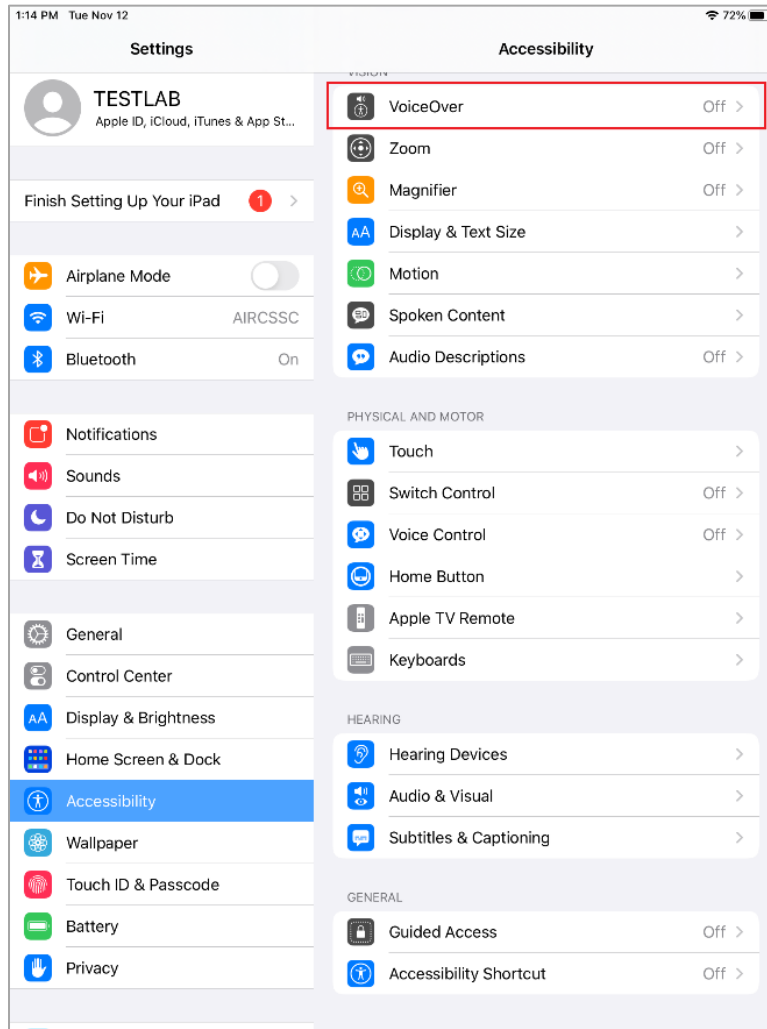 1:14 PM Tue Nov 12
72%
Settings
TESTLAB
Apple ID, iCloud, iTunes & App St...
Finish Setting Up Your iPad 1
Airplane Mode
Wi-Fi AIRCSSC
Bluetooth On
Notifications
Sounds
Do Not Disturb
Screen Time
General
Control Center
AA Display & Brightness
Home Screen & Dock
Accessibility
Wallpaper
Touch ID & Passcode
Battery
Privacy
Accessibility
VISION
VoiceOver Off
Zoom Off
Magnifier Off
AA Display & Text Size
Motion
Spoken Content
Audio Descriptions Off
PHYSICAL AND MOTOR
Touch
Switch Control Off
Voice Control Off
Home Button
Apple TV Remote
Keyboards
HEARING
Hearing Devices
Audio & Visual
Subtitles & Captioning
GENERAL
Guided Access Off
Accessibility Shortcut Off